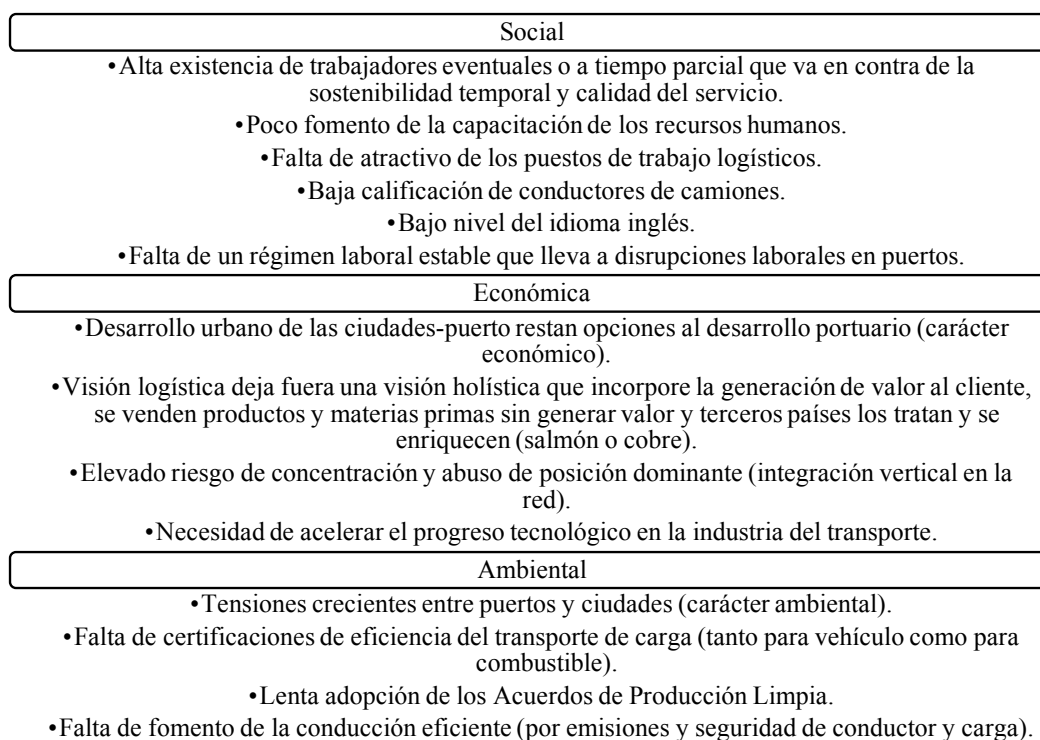 Social
•Alta existencia de trabajadores eventuales o a tiempo parcial que va en contra de la
sostenibilidad temporal y calidad del servicio.
•Poco fomento de la capacitación de los recursos humanos.
•Falta de atractivo de los puestos de trabajo logísticos.
•Baja calificación de conductores de camiones.
•Bajo nivel del idioma inglés.
•Falta de un régimen laboral estable que lleva a disrupciones laborales en puertos.
Económica
•Desarrollo urbano de las ciudades-puerto restan opciones al desarrollo portuario (carácter
económico).
•Visión logística deja fuera una visión holística que incorpore la generación de valor al cliente,
se venden productos y materias primas sin generar valor y terceros países los tratan y se
enriquecen (salmón o cobre).
•Elevado riesgo de concentración y abuso de posición dominante (integración vertical en la
red).
•Necesidad de acelerar el progreso tecnológico en la industria del transporte.
Ambiental
•Tensiones crecientes entre puertos y ciudades (carácter ambiental).
•Falta de certificaciones de eficiencia del transporte de carga (tanto para vehículo como para
combustible).
•Lenta adopción de los Acuerdos de Producción Limpia.
•Falta de fomento de la conducción eficiente (por emisiones y seguridad de conductor y carga).